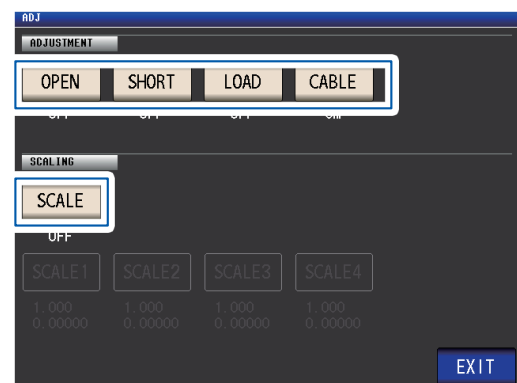 ADJ
ADJUSTMENT
OPEN SHORT LOAD CABLE
SCALING
SCALE
OFF
SCALE1 SCALE2 SCALE3 SCALE4
1.000 1.000 1.000 1.000
0.00000 0.00000 0.00000 0.00000
EXIT